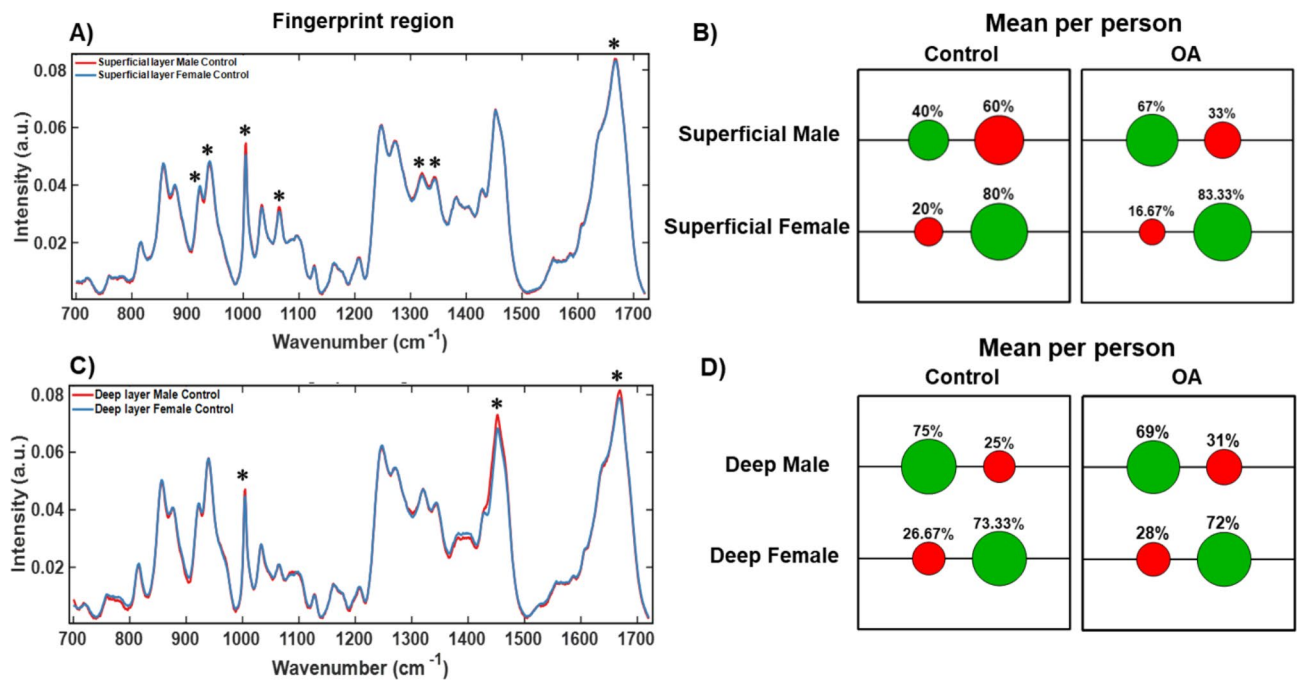 Fingerprint region
A)
*
Superficial layer Male Control
Superficial layer Female Control
* * * * * *
0.08
0.06
0.04
0.02
Intensity (a.u.)
700 800 900 1000 1100 1200 1300 1400 1500 1600 1700
Wavenumber (cm-1)
B)
Mean per person
Control OA
Superficial Male
40% 60% 67% 33%
Superficial Female
20% 80% 16.67% 83.33%
C)
Deep layer Male Control
Deep layer Female Control
* * *
0.08
0.06
0.04
0.02
Intensity (a.u.)
700 800 900 1000 1100 1200 1300 1400 1500 1600 1700
Wavenumber (cm-1)
D)
Mean per person
Control OA
Deep Male
75% 25% 69% 31%
Deep Female
26.67% 73.33% 28% 72%